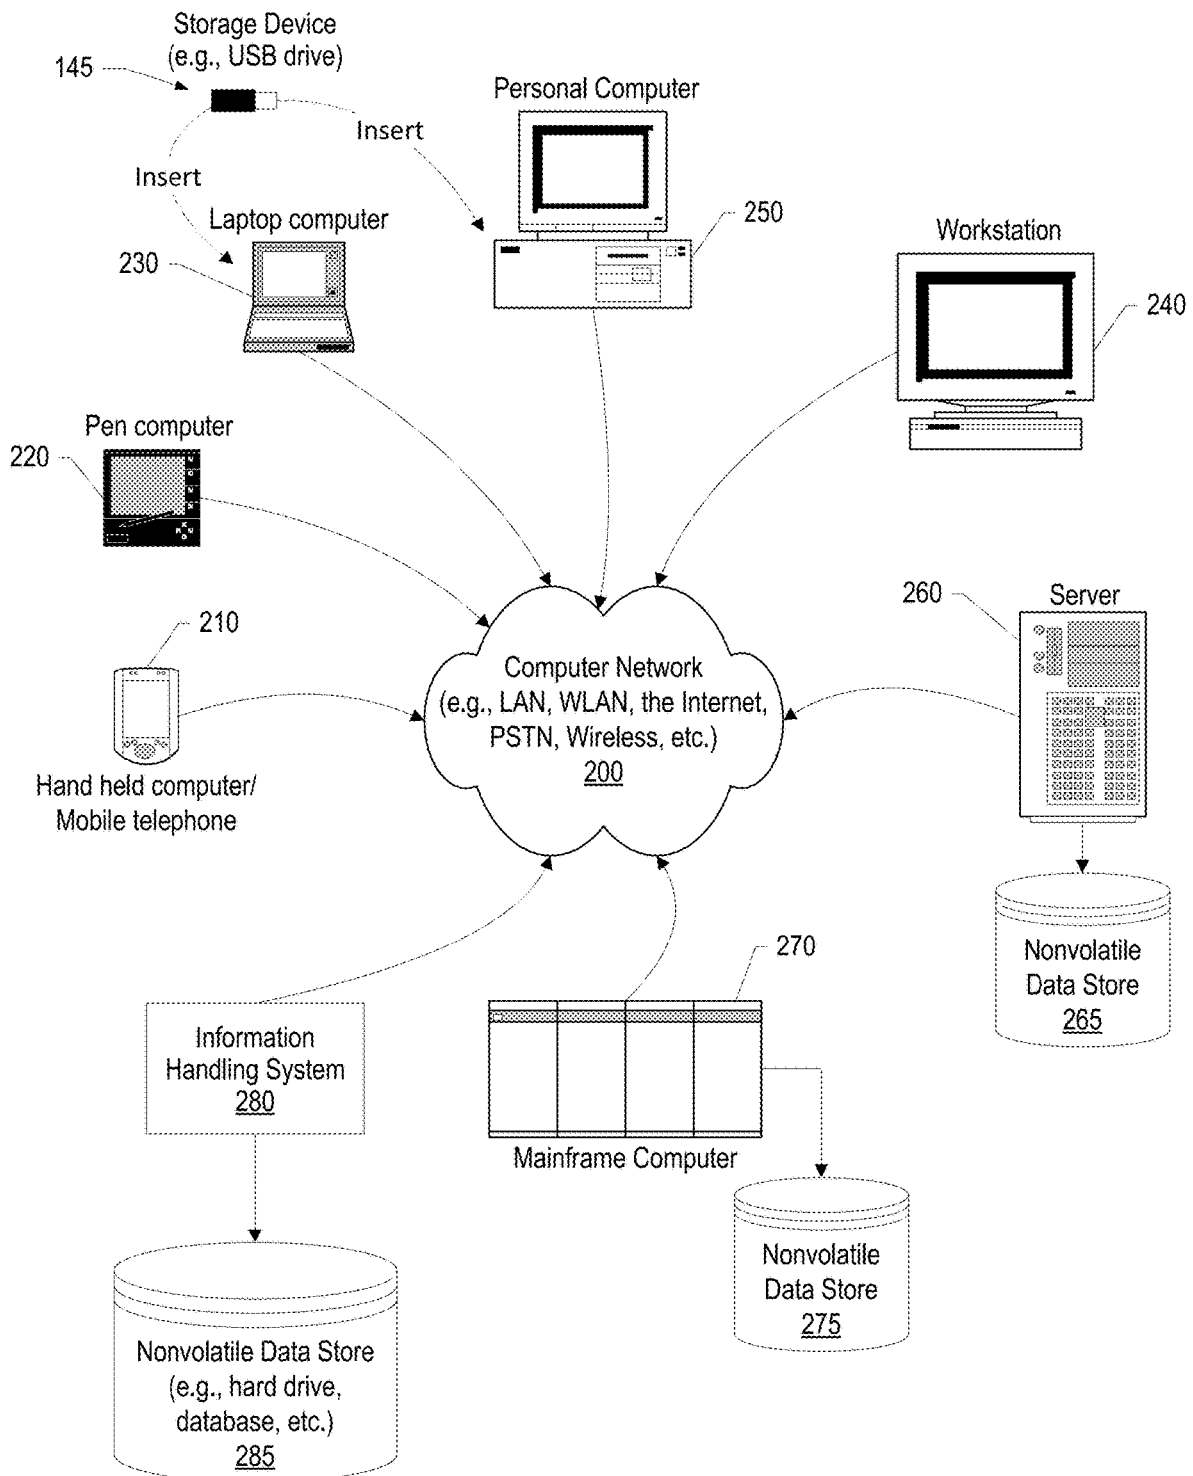 Storage Device
(e.g., USB drive)
145
Personal Computer
Insert
Insert
Laptop computer
250
Workstation
230
240
Pen computer
220
260
Server
210
Computer Network
(e.g., LAN, WLAN, the Internet,
PSTN, Wireless, etc.)
200
Hand held computer/
Mobile telephone
270
Nonvolatile
Data Store
265
Information
Handling System
280
Mainframe Computer
Nonvolatile
Data Store
275
Nonvolatile Data Store
(e.g., hard drive,
database, etc.)
285